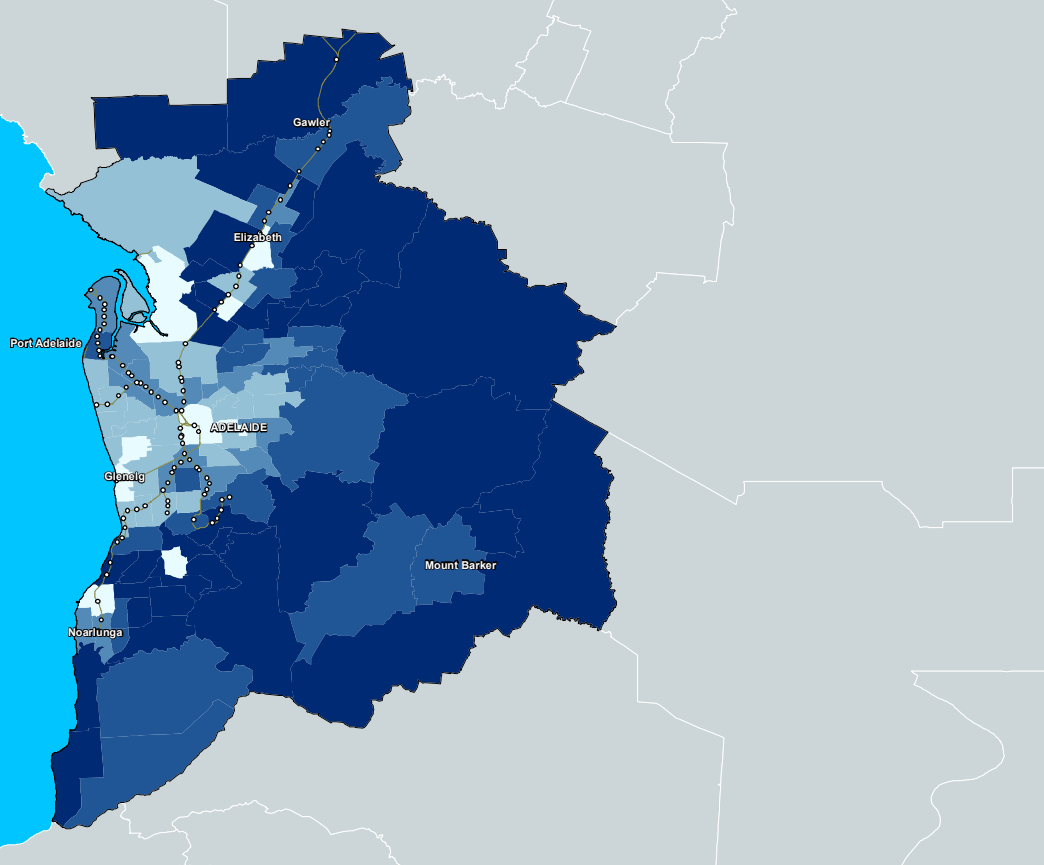 Gawler
Elizabeth
Port Adelaide
ADELAIDE
Glenelg
Mount Barker
Noarlunga